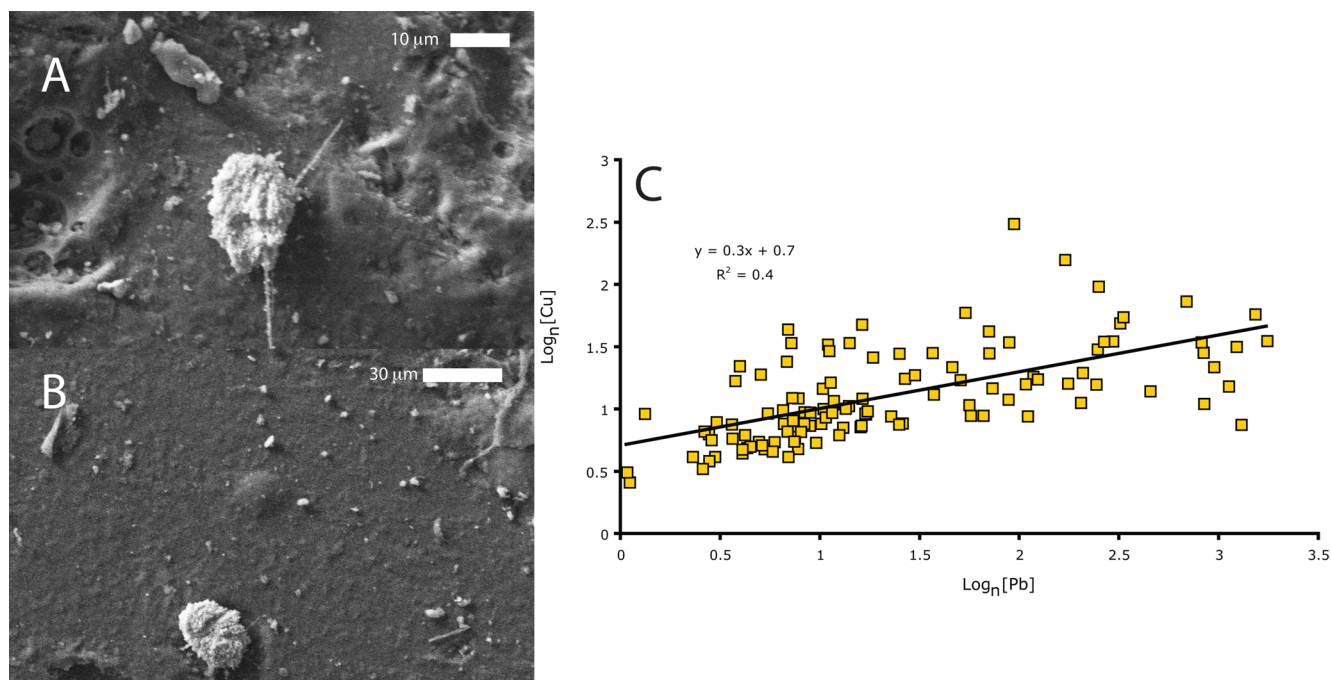 A
10 μm
B
30 μm
C
y = 0.3x + 0.7
R² = 0.4
Logn[Cu]
3
2.5
2
1.5
1
0.5
0
0 0.5 1 1.5 2 2.5 3 3.5
Logn[Pb]